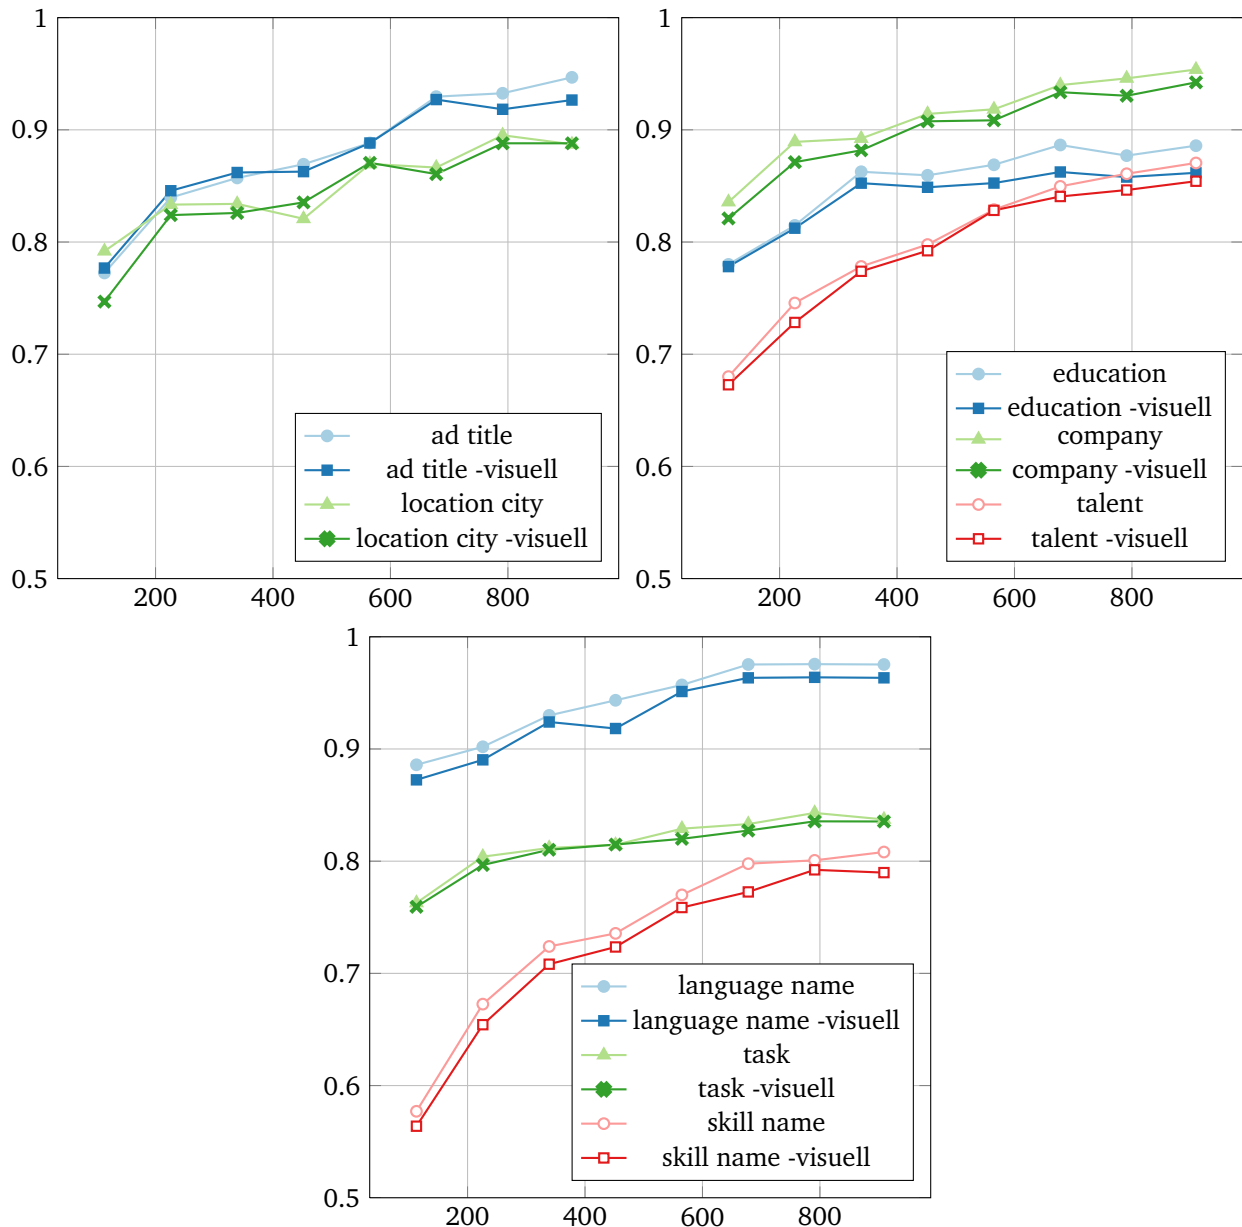 1
0.9
0.8
0.7
0.6
0.5
200
400
600
800
ad title
ad title -visuell
location city
location city -visuell
1
0.9
0.8
0.7
0.6
0.5
200
400
600
800
education
education -visuell
company
company -visuell
talent
talent -visuell
1
0.9
0.8
0.7
0.6
0.5
200
400
600
800
language name
language name -visuell
task
task -visuell
skill name
skill name -visuell